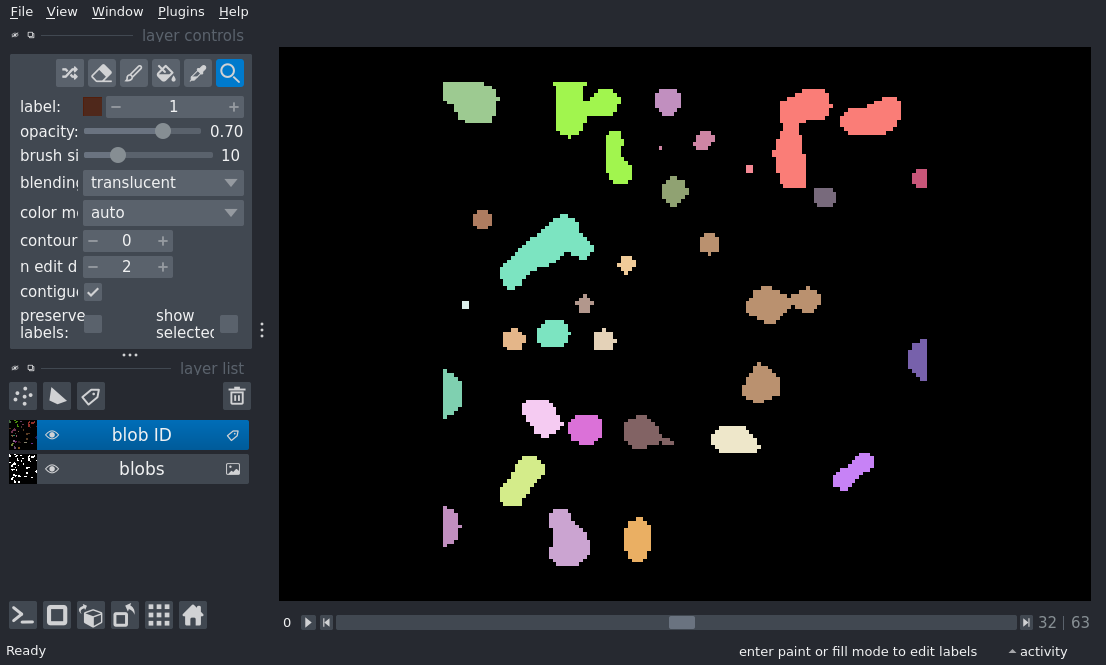 File View Window Plugins Help
layer controls
label: 1
opacity: 0.70
brush si 10
blending translucent
color m auto
contour 0
n edit d 2
contigu
preserve labels: show selected
layer list
blob ID
blobs
0 32 | 63
Ready enter paint or fill mode to edit labels activity